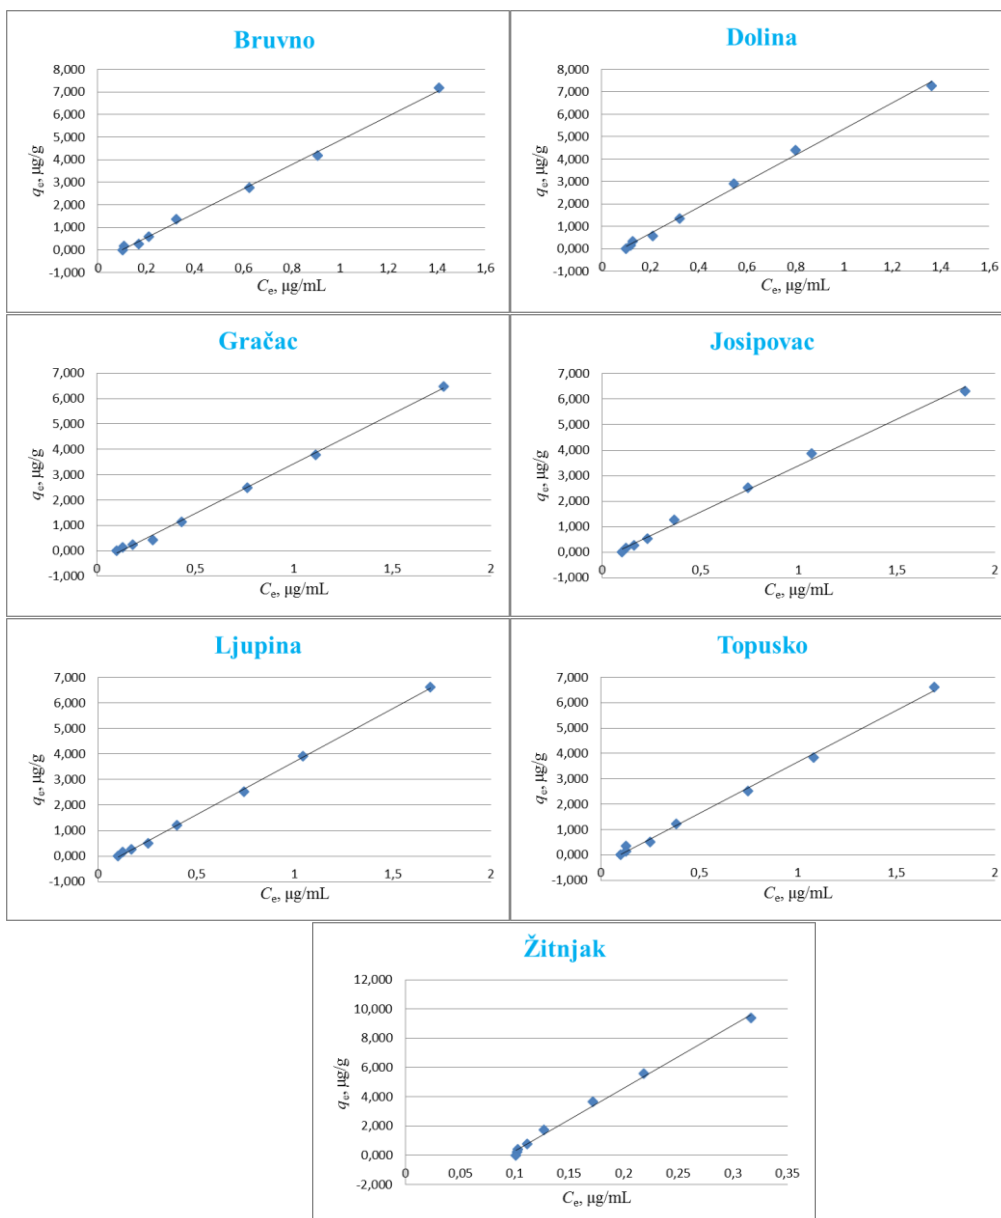 Bruvno
8,000
7,000
6,000
5,000
4,000
3,000
2,000
1,000
0,000
-1,000
qe, µg/g
0 0,2 0,4 0,6 0,8 1 1,2 1,4 1,6
Ce, µg/mL
Dolina
8,000
7,000
6,000
5,000
4,000
3,000
2,000
1,000
0,000
-1,000
qe, µg/g
0 0,2 0,4 0,6 0,8 1 1,2 1,4 1,6
Ce, µg/mL
Gračac
7,000
6,000
5,000
4,000
3,000
2,000
1,000
0,000
-1,000
qe, µg/g
0 0,5 1 1,5 2
Ce, µg/mL
Josipovac
7,000
6,000
5,000
4,000
3,000
2,000
1,000
0,000
-1,000
qe, µg/g
0 0,5 1 1,5 2
Ce, µg/mL
Ljupina
7,000
6,000
5,000
4,000
3,000
2,000
1,000
0,000
-1,000
qe, µg/g
0 0,5 1 1,5 2
Ce, µg/mL
Topusko
7,000
6,000
5,000
4,000
3,000
2,000
1,000
0,000
-1,000
qe, µg/g
0 0,5 1 1,5 2
Ce, µg/mL
Žitnjak
12,000
10,000
8,000
6,000
4,000
2,000
0,000
-2,000
qe, µg/g
0 0,05 0,1 0,15 0,2 0,25 0,3 0,35
Ce, µg/mL